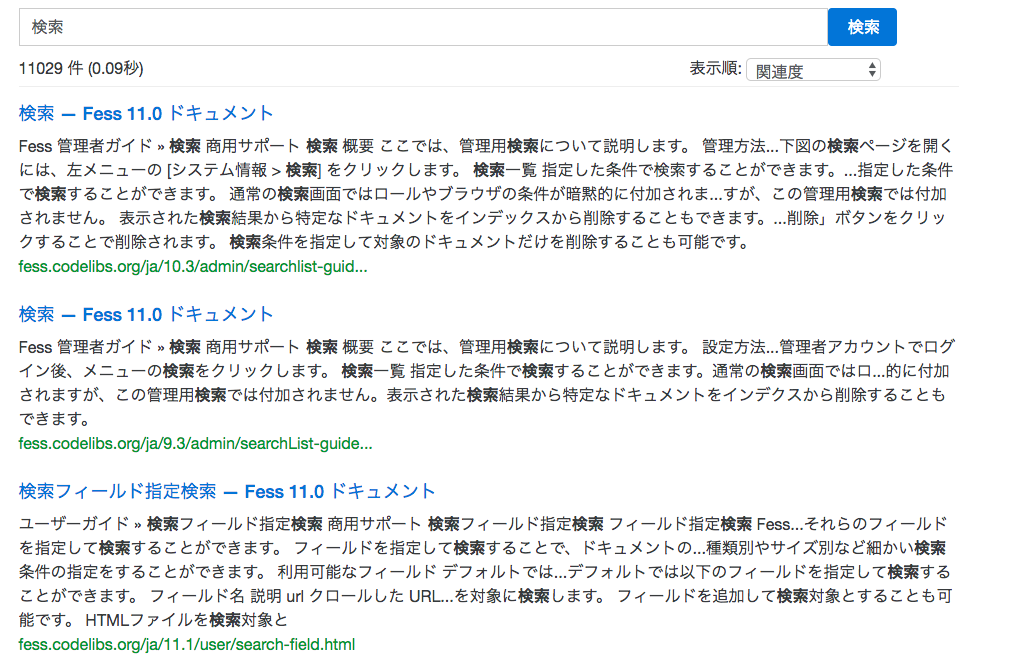 検索
検索
11029 件 (0.09秒)
表示順: 関連度
検索 — Fess 11.0 ドキュメント
Fess 管理者ガイド » 検索 商用サポート 検索 概要 ここでは、管理用検索について説明します。 管理方法...下図の検索ページを開く
には、左メニューの [システム情報 > 検索] をクリックします。 検索一覧 指定した条件で検索することができます。...指定した条件
で検索することができます。 通常の検索画面ではロールやブラウザの条件が暗黙的に付加されま...すが、この管理用検索では付加
されません。 表示された検索結果から特定なドキュメントをインデックスから削除することもできます。...削除」ボタンをクリッ
クすることで削除されます。 検索条件を指定して対象のドキュメントだけを削除することも可能です。
fess.codelibs.org/ja/10.3/admin/searchlist-guid...
検索 — Fess 11.0 ドキュメント
Fess 管理者ガイド » 検索 商用サポート 検索 概要 ここでは、管理用検索について説明します。 設定方法...管理者アカウントでログ
イン後、メニューの検索をクリックします。 検索一覧 指定した条件で検索することができます。通常の検索画面ではロ...的に付加
されますが、この管理用検索では付加されません。表示された検索結果から特定なドキュメントをインデクスから削除することも
できます。
fess.codelibs.org/ja/9.3/admin/searchList-guide...
検索フィールド指定検索 — Fess 11.0 ドキュメント
ユーザーガイド » 検索フィールド指定検索 商用サポート 検索フィールド指定検索 フィールド指定検索 Fess...それらのフィールド
を指定して検索することができます。 フィールドを指定して検索することで、ドキュメントの...種類別やサイズ別など細かい検索
条件の指定をすることができます。 利用可能なフィールド デフォルトでは...デフォルトでは以下のフィールドを指定して検索する
ことができます。 フィールド名 説明 url クロールした URL...を対象に検索します。 フィールドを追加して検索対象とすることも可
能です。 HTMLファイルを検索対象と
fess.codelibs.org/ja/11.1/user/search-field.html